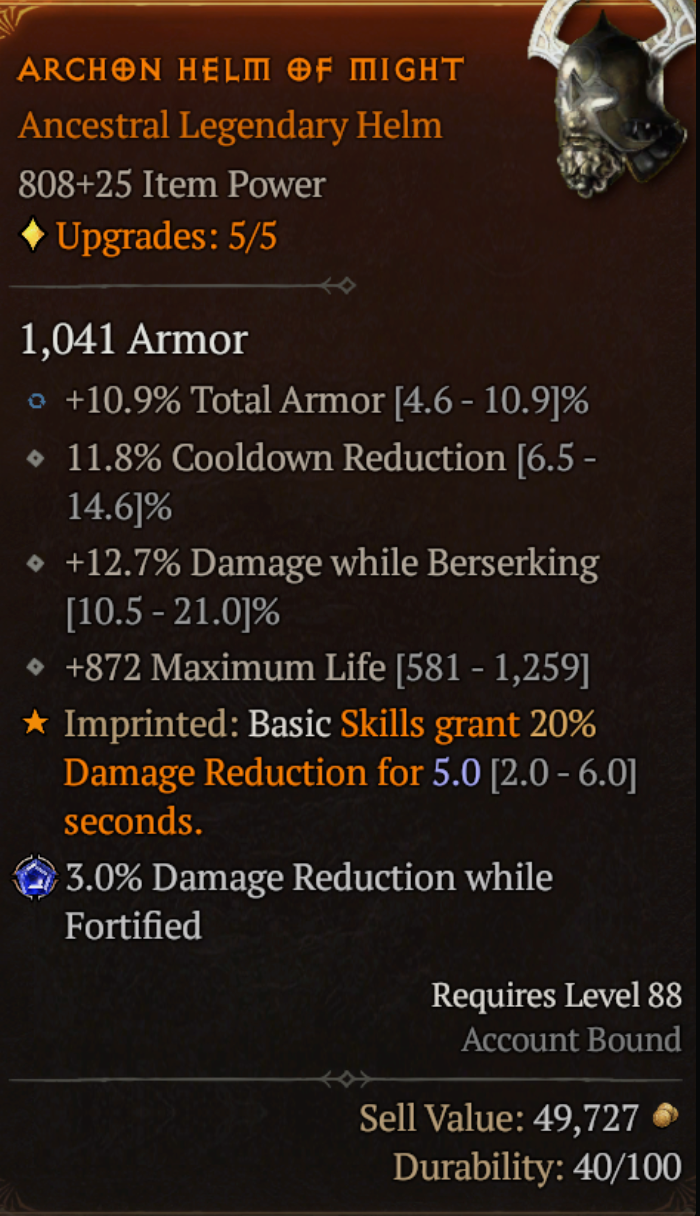 ARCHON HELM OF MIGHT
Ancestral Legendary Helm
808+25 Item Power
Upgrades: 5/5
1,041 Armor
+10.9% Total Armor [4.6 - 10.9]%
11.8% Cooldown Reduction [6.5 -
14.6]%
+12.7% Damage while Berserking
[10.5 - 21.0]%
+872 Maximum Life [581 - 1,259]
Imprinted: Basic Skills grant 20%
Damage Reduction for 5.0 [2.0 - 6.0]
seconds.
3.0% Damage Reduction while
Fortified
Requires Level 88
Account Bound
Sell Value: 49,727
Durability: 40/100